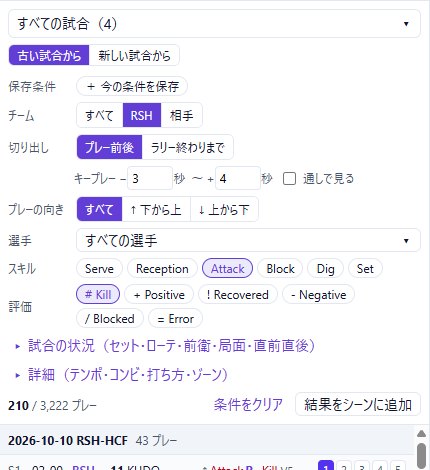 すべての試合（4）
古い試合から 新しい試合から
保存条件 ＋ 今の条件を保存
チーム すべて RSH 相手
切り出し プレー前後 ラリー終わりまで
キープレー − 3 秒 〜 + 4 秒 通しで見る
プレーの向き すべて ↑ 下から上 ↓ 上から下
選手 すべての選手
スキル Serve Reception Attack Block Dig Set
評価 # Kill + Positive ! Recovered - Negative
/ Blocked = Error
▸ 試合の状況（セット・ローテ・前衛・局面・直前直後）
▸ 詳細（テンポ・コンビ・打ち方・ゾーン）
210 / 3,222 プレー 条件をクリア 結果をシーンに追加
2026-10-10 RSH-HCF 43 プレー
1 2 3 4 5